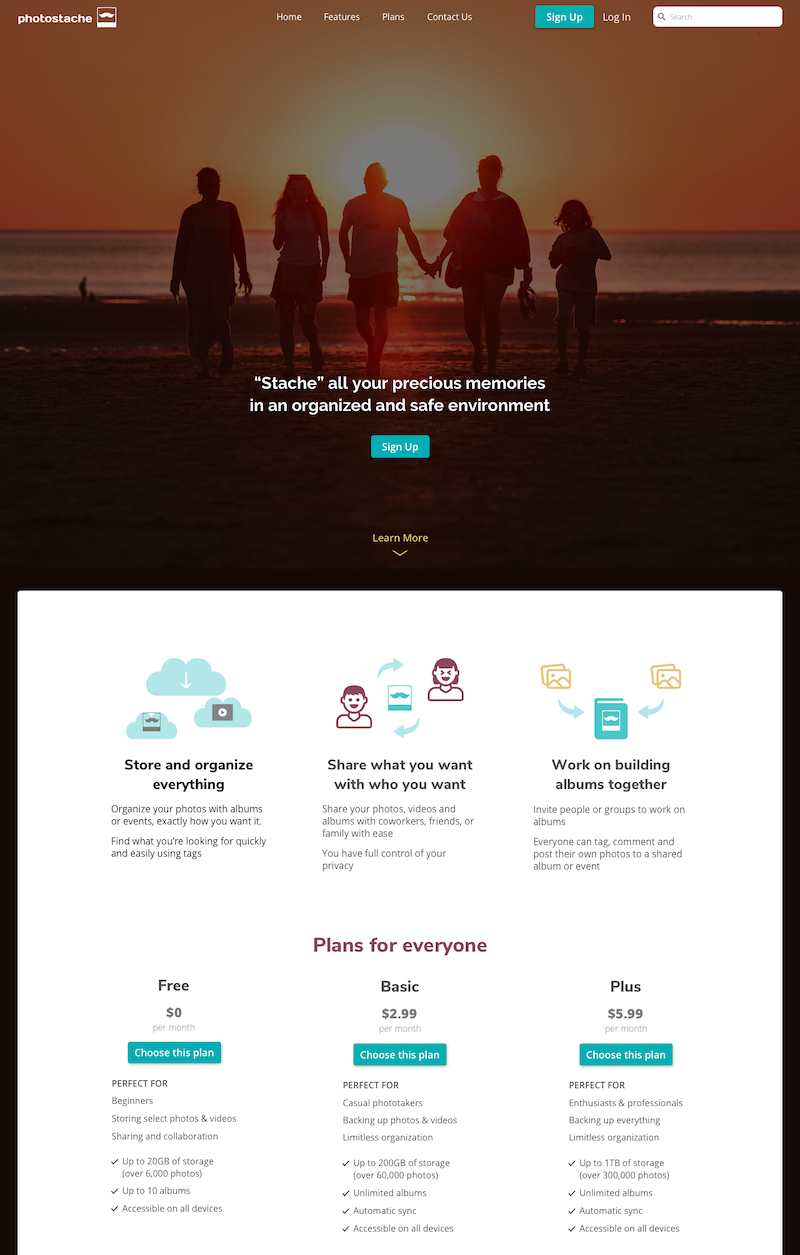 photostache
Home Features Plans Contact Us
Sign Up Log In
Search
“Stache” all your precious memories
in an organized and safe environment
Sign Up
Learn More
Store and organize
everything
Organize your photos with albums
or events, exactly how you want it.
Find what you’re looking for quickly
and easily using tags
Share what you want
with who you want
Share your photos, videos and
albums with coworkers, friends, or
family with ease
You have full control of your
privacy
Work on building
albums together
Invite people or groups to work on
albums
Everyone can tag, comment and
post their own photos to a shared
album or event
Plans for everyone
Free
$0
per month
Choose this plan
PERFECT FOR
Beginners
Storing select photos & videos
Sharing and collaboration
Up to 20GB of storage
(over 6,000 photos)
Up to 10 albums
Accessible on all devices
Basic
$2.99
per month
Choose this plan
PERFECT FOR
Casual phototakers
Backing up photos & videos
Limitless organization
Up to 200GB of storage
(over 60,000 photos)
Unlimited albums
Automatic sync
Accessible on all devices
Plus
$5.99
per month
Choose this plan
PERFECT FOR
Enthusiasts & professionals
Backing up everything
Limitless organization
Up to 1TB of storage
(over 300,000 photos)
Unlimited albums
Automatic sync
Accessible on all devices